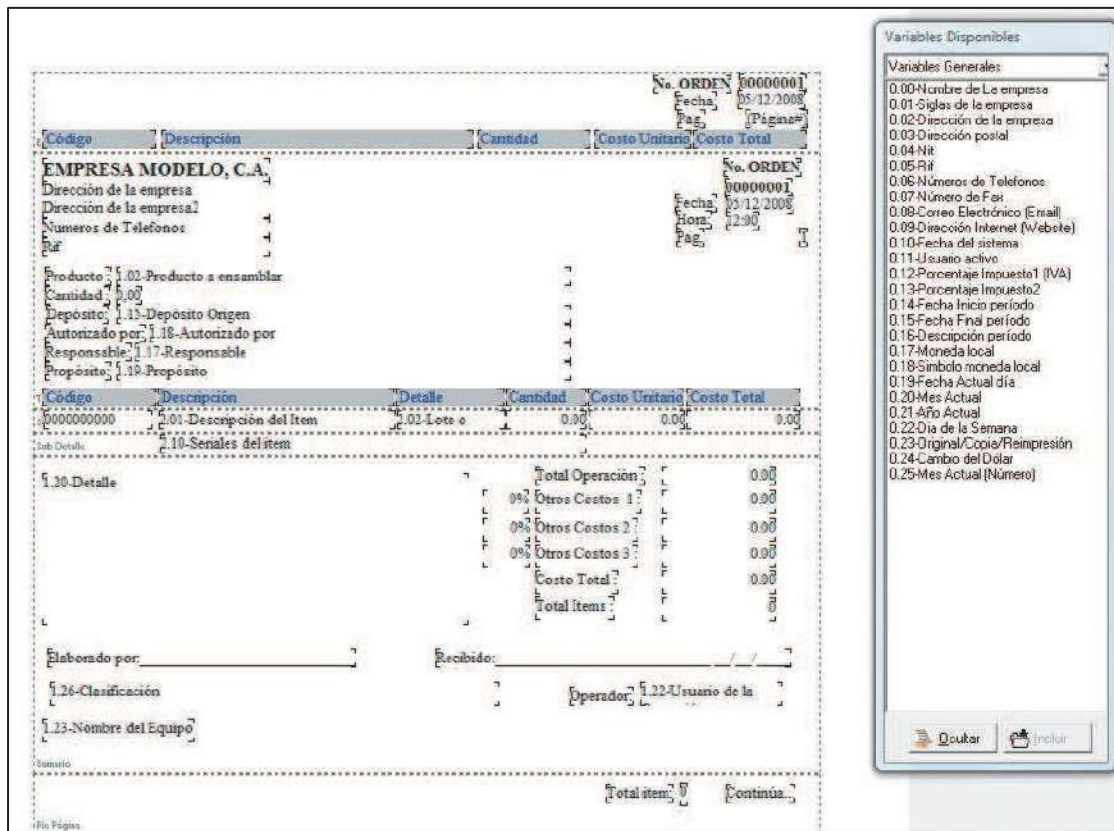 No. ORDEN 00000001
Fecha 05/12/2008
Pag. [Página#]
Código Descripción Cantidad Costo Unitario Costo Total
EMPRESA MODELO, C.A.
No. ORDEN
Dirección de la empresa
00000001
Dirección de la empresa2
Fecha 05/12/2008
Numeros de Telefonos
Hora: 12:00
Rif
Pag.
Producto : 1.02-Producto a ensamblar
Cantidad : 0,00
Depósito: 1.15-Depósito Origen
Autorizado por: 1.18-Autorizado por
Responsable: 1.17-Responsable
Propósito: 1.19-Propósito
Código Descripción Detalle Cantidad Costo Unitario Costo Total
0000000000 2.01-Descripción del Item 2.02-Lote o 0.00 0.00 0.00
Sub Detalle 2.10-Seriales del item
1.20-Detalle
Total Operación : 0.00
0% Otros Costos 1 : 0.00
0% Otros Costos 2 : 0.00
0% Otros Costos 3 : 0.00
Costo Total : 0.00
Total Items : 0
Elaborado por: Recibido: / /
1.26-Clasificación Operador: 1.22-Usuario de la
1.23-Nombre del Equipo
Sumario
Total item: 0 Continúa...
Pie Página
Variables Disponibles
Variables Generales
0.00-Nombre de La empresa
0.01-Siglas de la empresa
0.02-Dirección de la empresa
0.03-Dirección postal
0.04-Nit
0.05-Rif
0.06-Números de Telefonos
0.07-Número de Fax
0.08-Correo Electrónico (Email)
0.09-Dirección Internet (Website)
0.10-Fecha del sistema
0.11-Usuario activo
0.12-Porcentaje Impuesto1 (IVA)
0.13-Porcentaje Impuesto2
0.14-Fecha Inicio período
0.15-Fecha Final período
0.16-Descripción período
0.17-Moneda local
0.18-Simbolo moneda local
0.19-Fecha Actual día
0.20-Mes Actual
0.21-Año Actual
0.22-Dia de la Semana
0.23-Original/Copia/Reimpresión
0.24-Cambio del Dólar
0.25-Mes Actual (Número)
Ocultar Incluir